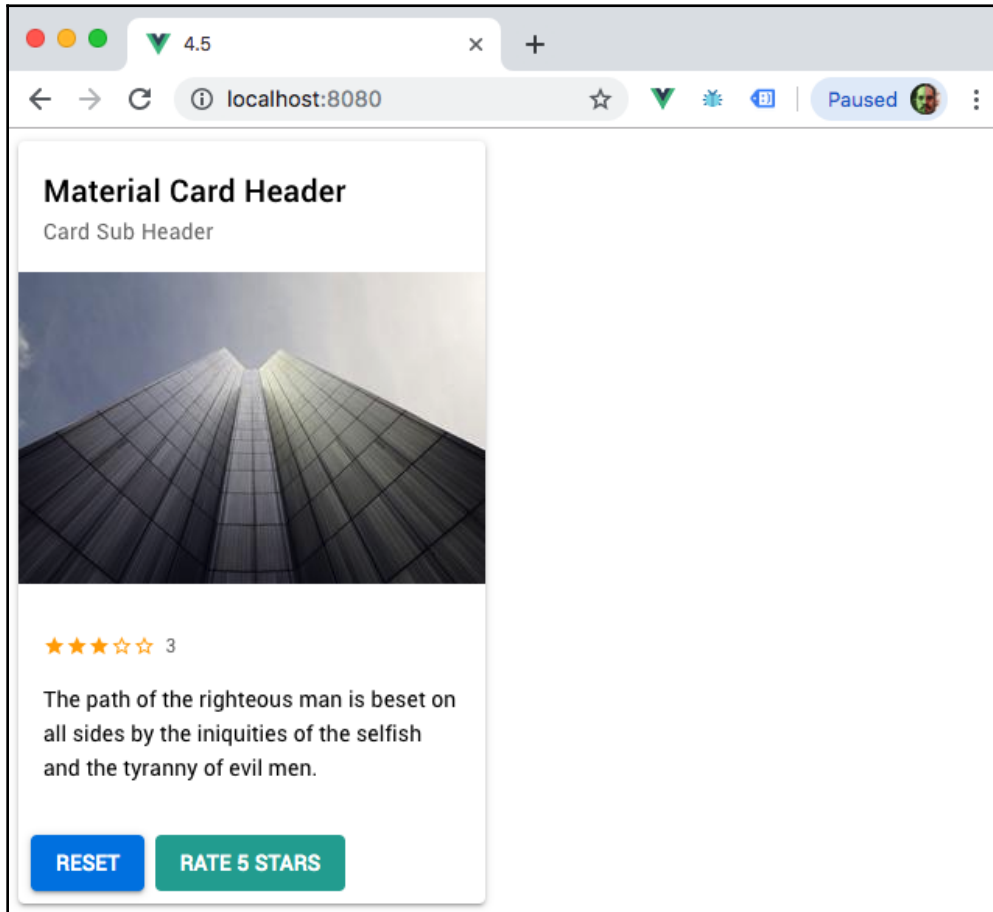 4.5
localhost:8080
Paused
Material Card Header
Card Sub Header
3
The path of the righteous man is beset on
all sides by the iniquities of the selfish
and the tyranny of evil men.
RESET
RATE 5 STARS